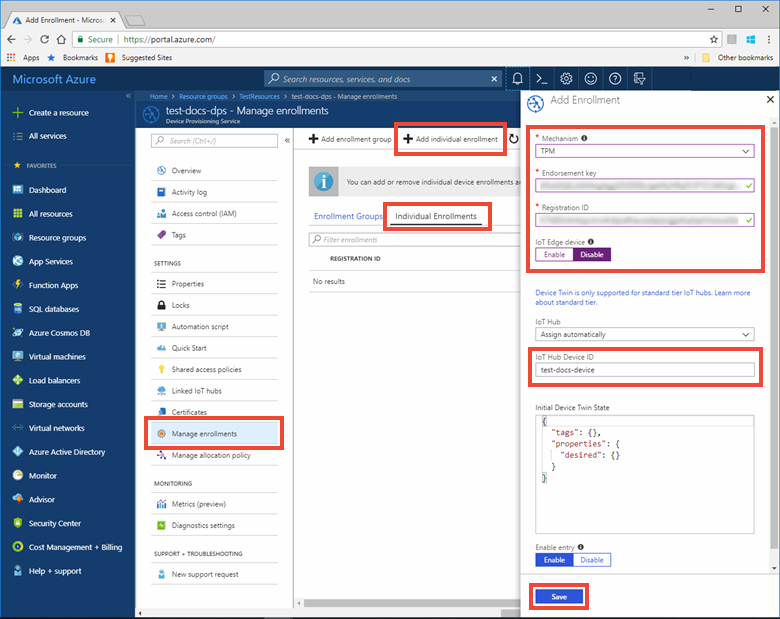 Add Enrollment - Micros
Secure https://portal.azure.com/
Apps Bookmarks Suggested Sites » Other bookmarks
Microsoft Azure
Search resources, services, and docs
Create a resource
All services
FAVORITES
Dashboard
All resources
Resource groups
App Services
Function Apps
SQL databases
Azure Cosmos DB
Virtual machines
Load balancers
Storage accounts
Virtual networks
Azure Active Directory
Monitor
Advisor
Security Center
Cost Management + Billing
Help + support
Home > Resource groups > TestResources > test-docs-dps - Manage enrollments
test-docs-dps - Manage enrollments
Device Provisioning Service
Search (Ctrl+/)
Overview
Activity log
Access control (IAM)
Tags
SETTINGS
Properties
Locks
Automation script
Quick Start
Shared access policies
Linked IoT hubs
Certificates
Manage enrollments
Manage allocation policy
MONITORING
Metrics (preview)
Diagnostics settings
SUPPORT + TROUBLESHOOTING
New support request
Add enrollment group Add individual enrollment
You can add or remove individual device enrollments
Enrollment Groups Individual Enrollments
Filter enrollments
REGISTRATION ID
No results
Add Enrollment
* Mechanism
TPM
* Endorsement key
* Registration ID
IoT Edge device
Enable Disable
Device Twin is only supported for standard tier IoT hubs. Learn more
about standard tier.
IoT Hub
Assign automatically
IoT Hub Device ID
test-docs-device
Initial Device Twin State
{
"tags": {},
"properties": {
"desired": {}
}
}
Enable entry
Enable Disable
Save